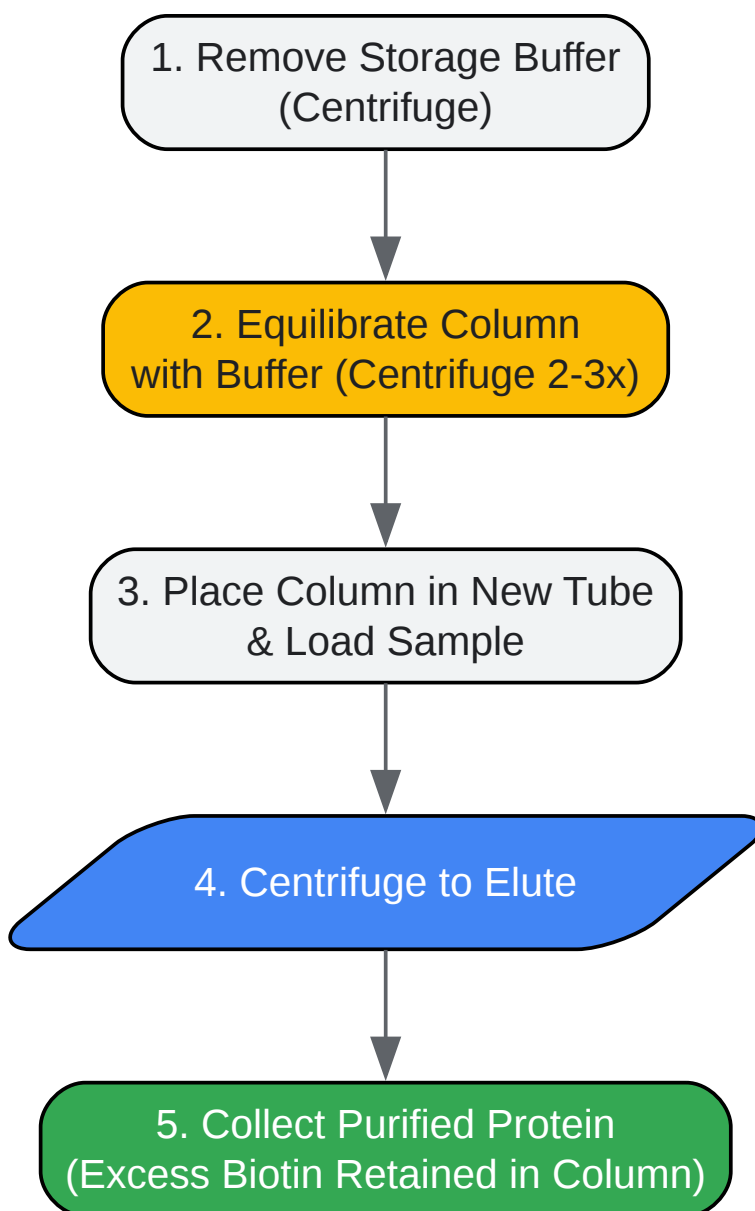 1. Remove Storage Buffer
(Centrifuge)
2. Equilibrate Column
with Buffer (Centrifuge 2-3x)
3. Place Column in New Tube
& Load Sample
4. Centrifuge to Elute
5. Collect Purified Protein
(Excess Biotin Retained in Column)